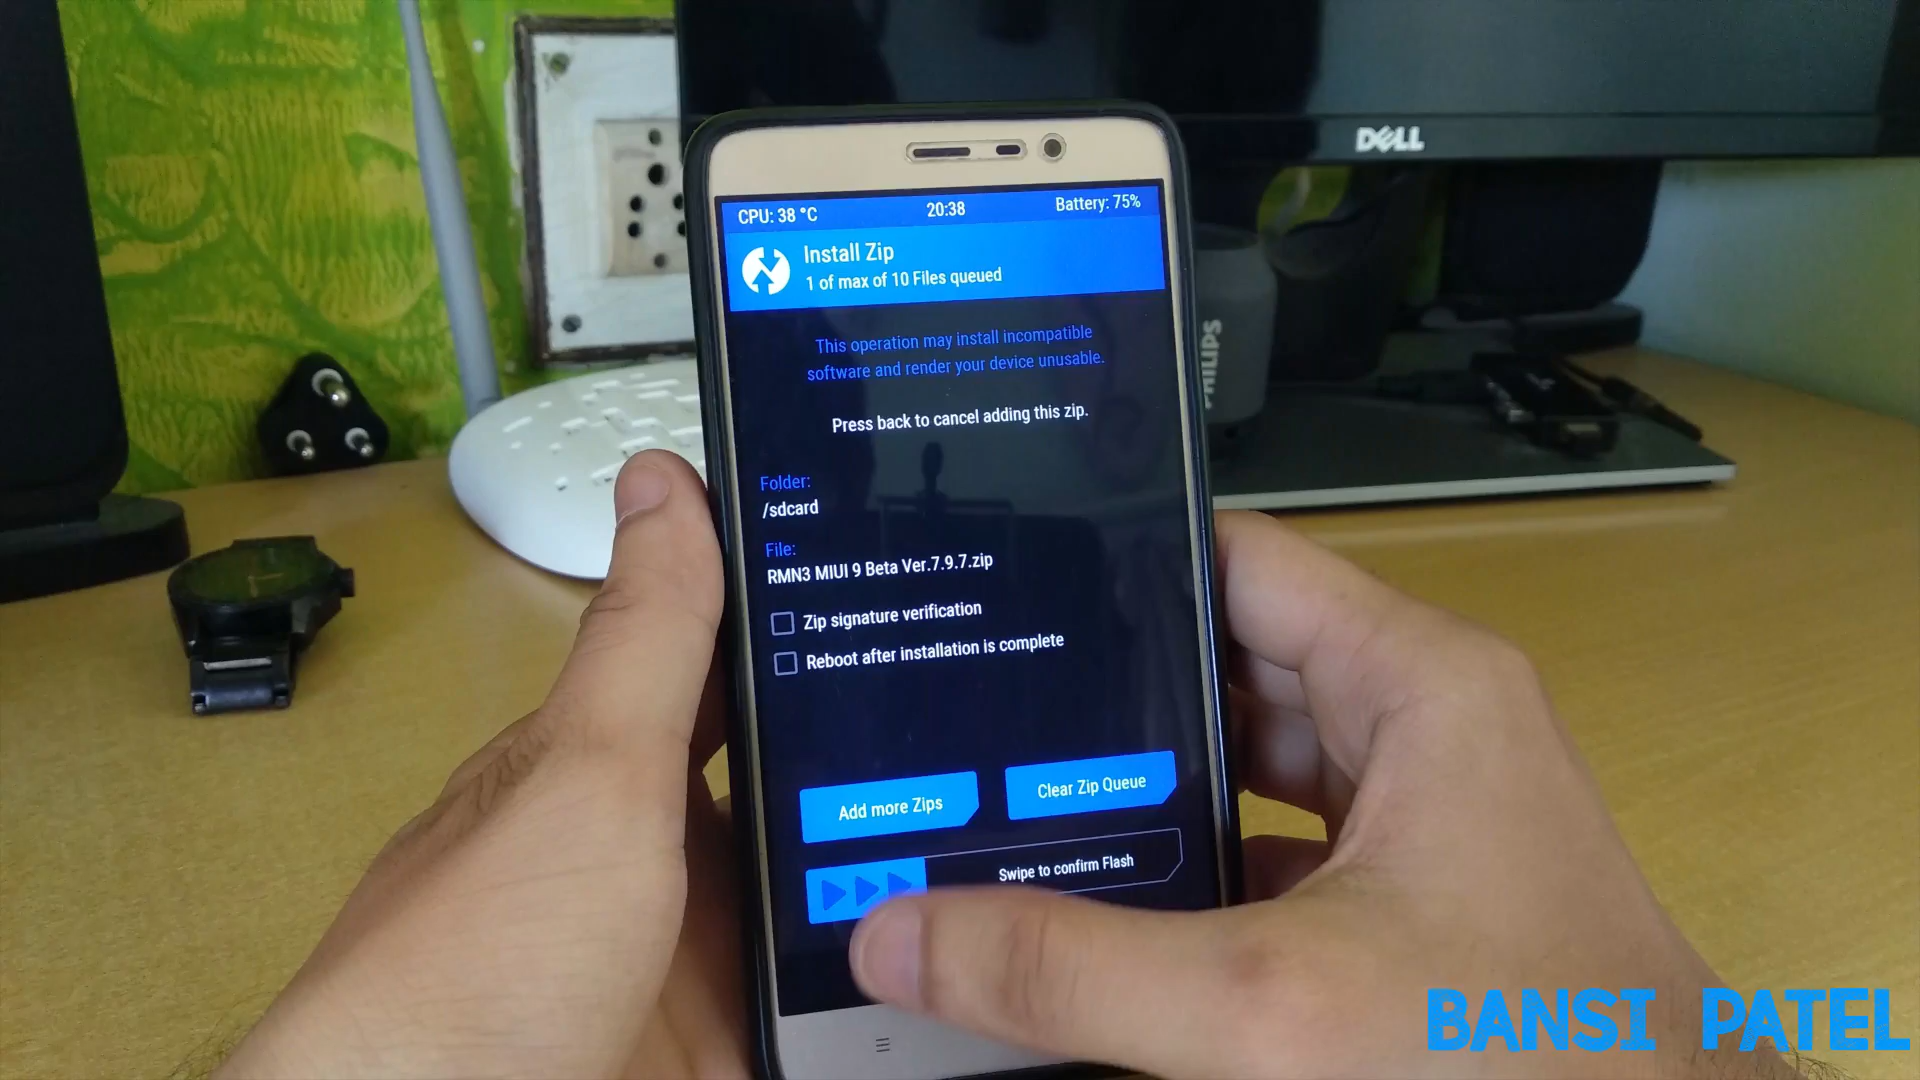 DELL
CPU: 38 °C
20:38
Battery: 75%
Install Zip
1 of max of 10 Files queued
This operation may install incompatible
software and render your device unusable.
Press back to cancel adding this zip.
PHILIPS
Folder:
/sdcard
File:
RMN3 MIUI 9 Beta Ver.7.9.7.zip
Zip signature verification
Reboot after installation is complete
Add more Zips
Clear Zip Queue
Swipe to confirm Flash
BANSI PATEL